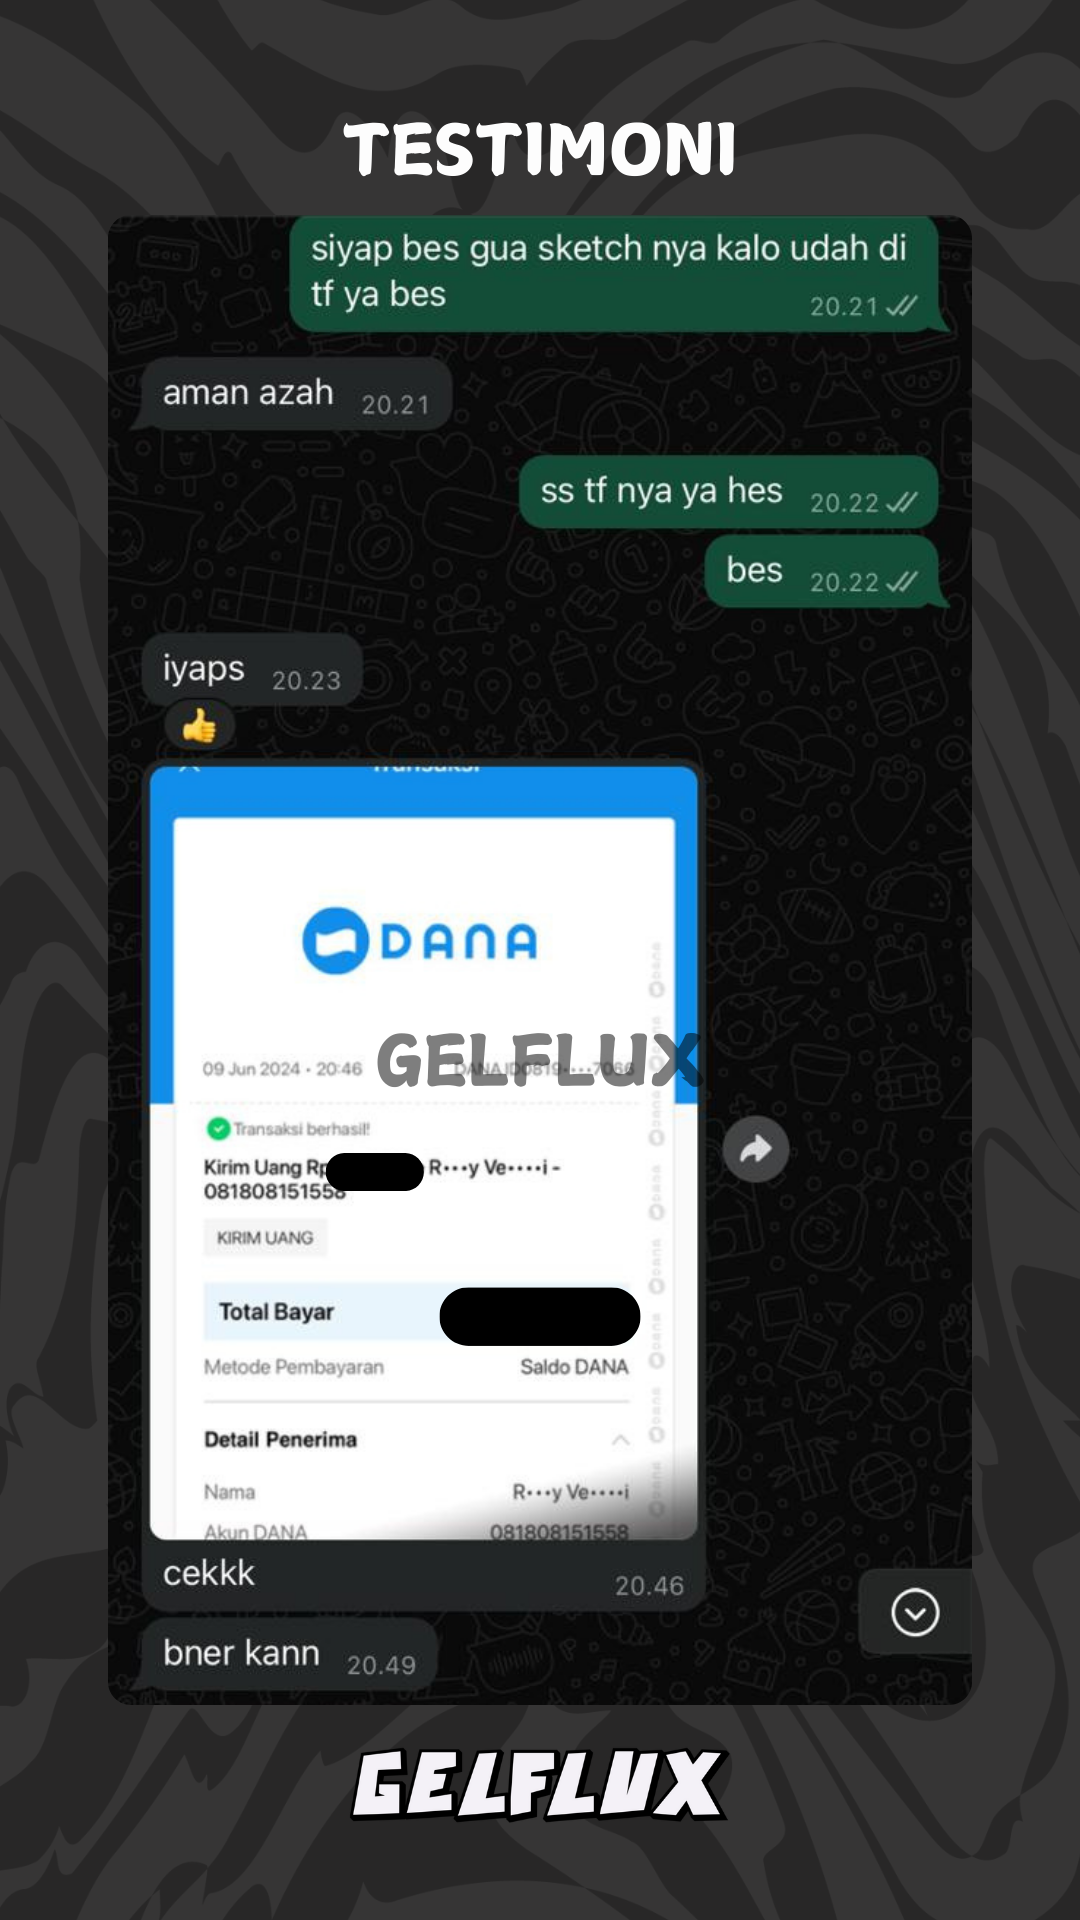 TESTIMONI
siyap bes gua sketch nya kalo udah di
tf ya bes
20.21
aman azah 20.21
ss tf nya ya hes 20.22
bes 20.22
iyaps 20.23
Transaksi
DANA
GELFLUX
09 Jun 2024 • 20:46 DANA ID0819••••7066
Transaksi berhasil!
Kirim Uang Rp R•••y Ve••••i -
081808151558
KIRIM UANG
Total Bayar
Metode Pembayaran Saldo DANA
Detail Penerima
Nama R•••y Ve••••i
Akun DANA 081808151558
cekkk 20.46
bner kann 20.49
GELFLUX